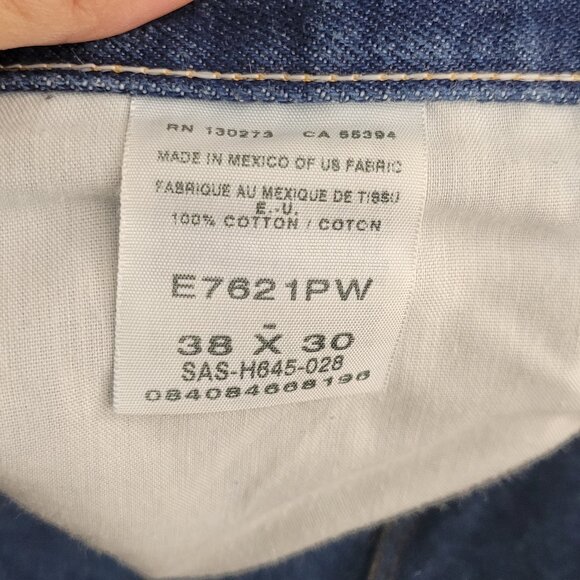 RN 130273 CA 55394
MADE IN MEXICO OF US FABRIC
FABRIQUE AU MEXIQUE DE TISSU
E.-U.
100% COTTON / COTON
E7621PW
-
38 X 30
SAS-H645-028
084084668196